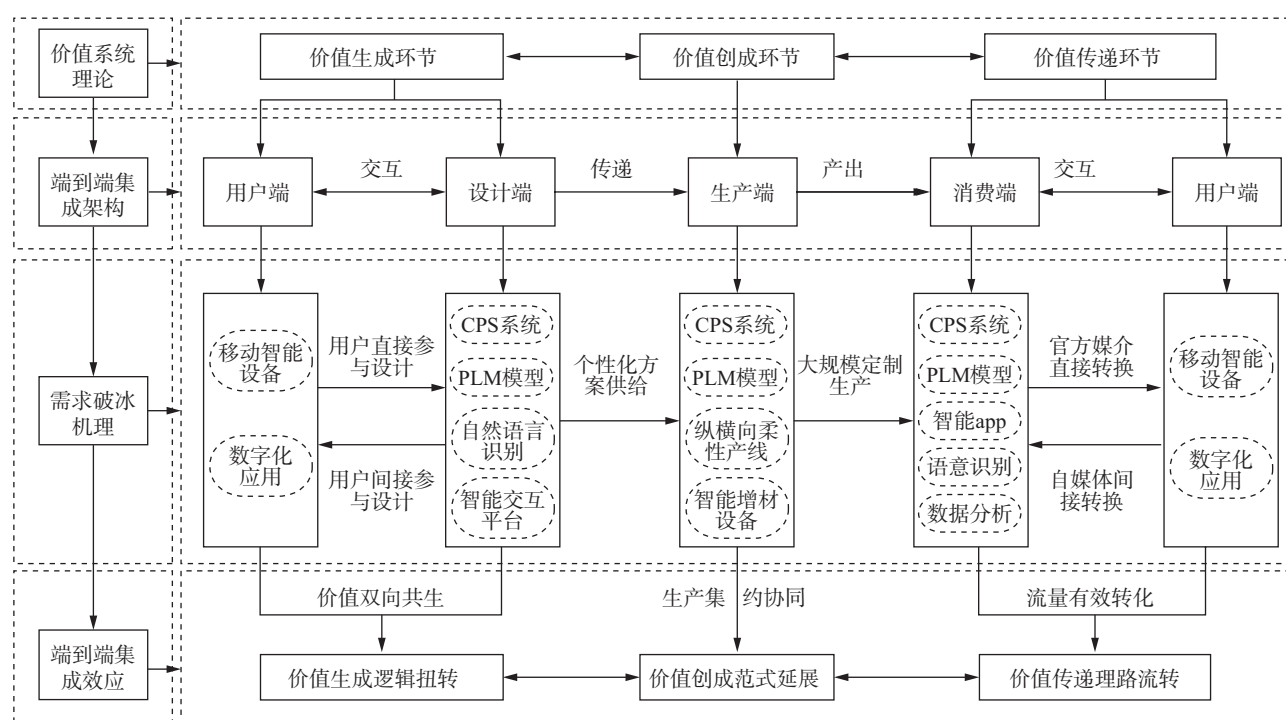 价值系统
理论
价值生成环节
价值创成环节
价值传递环节
端到端集
成架构
用户端
交互
设计端
传递
生产端
产出
消费端
交互
用户端
需求破冰
机理
移动智能
设备
数字化
应用
用户直接参
与设计
用户间接参
与设计
CPS系统
PLM模型
自然语言
识别
智能交互
平台
个性化方
案供给
CPS系统
PLM模型
纵横向柔
性产线
智能增材
设备
大规模定制
生产
CPS系统
PLM模型
智能app
语意识别
数据分析
官方媒介
直接转换
自媒体间
接转换
移动智能
设备
数字化
应用
端到端集
成效应
价值双向共生
生产集 约协同
流量有效转化
价值生成逻辑扭转
价值创成范式延展
价值传递理路流转